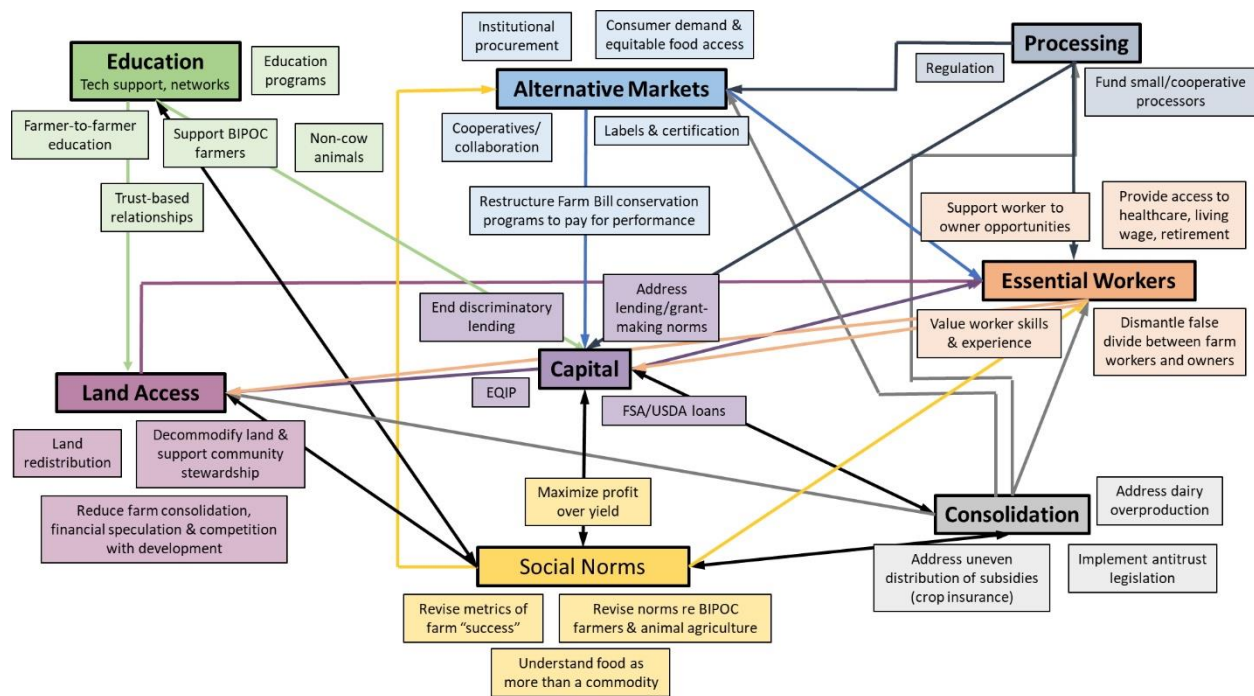 Education
Tech support, networks
Education
programs
Farmer-to-farmer
education
Support BIPOC
farmers
Non-cow
animals
Trust-based
relationships
Institutional
procurement
Consumer demand &
equitable food access
Alternative Markets
Cooperatives/
collaboration
Labels & certification
Restructure Farm Bill conservation
programs to pay for performance
Processing
Regulation
Fund small/cooperative
processors
Support worker to
owner opportunities
Provide access to
healthcare, living
wage, retirement
Essential Workers
Value worker skills
& experience
Dismantle false
divide between farm
workers and owners
End discriminatory
lending
Address
lending/grant-
making norms
Capital
EQIP
FSA/USDA loans
Land Access
Land
redistribution
Decommodify land &
support community
stewardship
Reduce farm consolidation,
financial speculation & competition
with development
Maximize profit
over yield
Social Norms
Revise metrics of
farm “success”
Revise norms re BIPOC
farmers & animal agriculture
Understand food as
more than a commodity
Consolidation
Address dairy
overproduction
Address uneven
distribution of subsidies
(crop insurance)
Implement antitrust
legislation